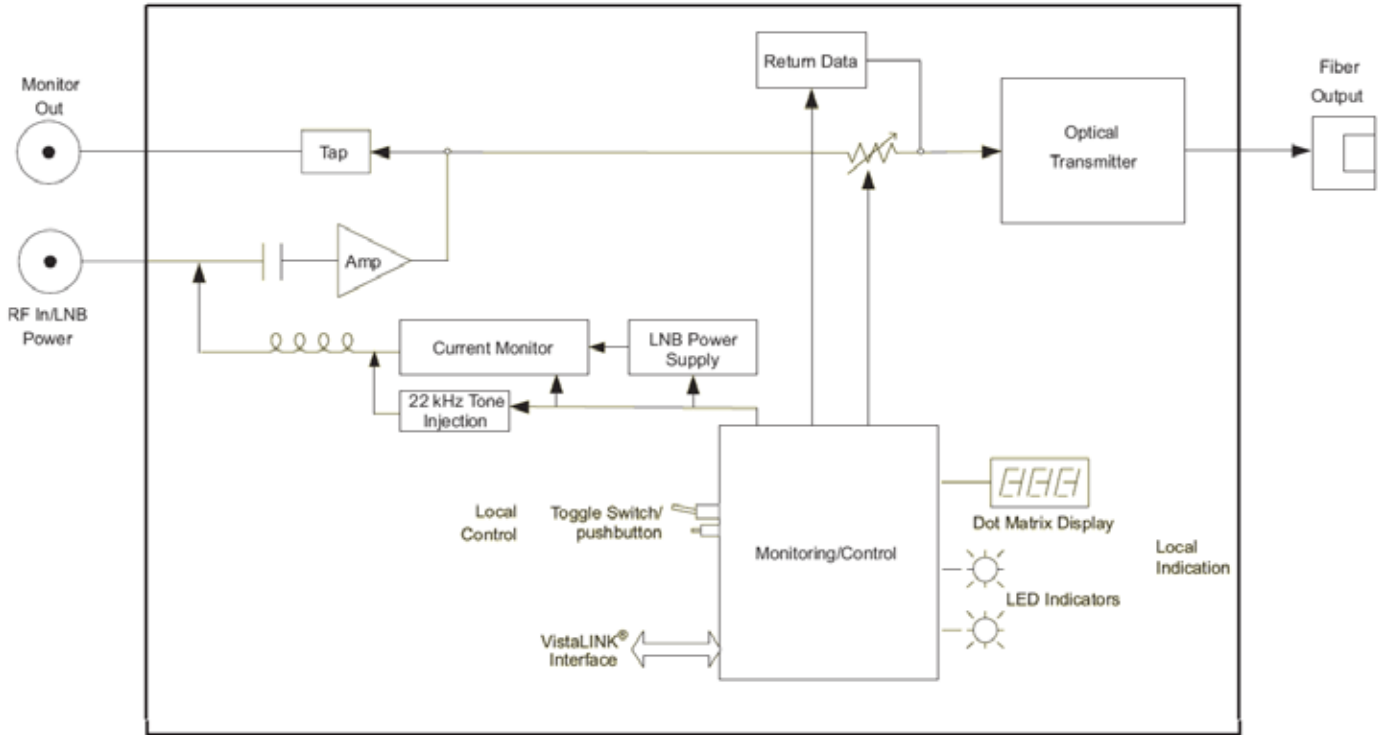 Return Data
Fiber
Output
Monitor
Out
Optical
Transmitter
Tap
Amp
RF In/LNB
Power
Current Monitor
LNB Power
Supply
22 kHz Tone
Injection
Local
Control
Toggle Switch/
pushbutton
Dot Matrix Display
Monitoring/Control
Local
Indication
LED Indicators
VistaLINK®
Interface